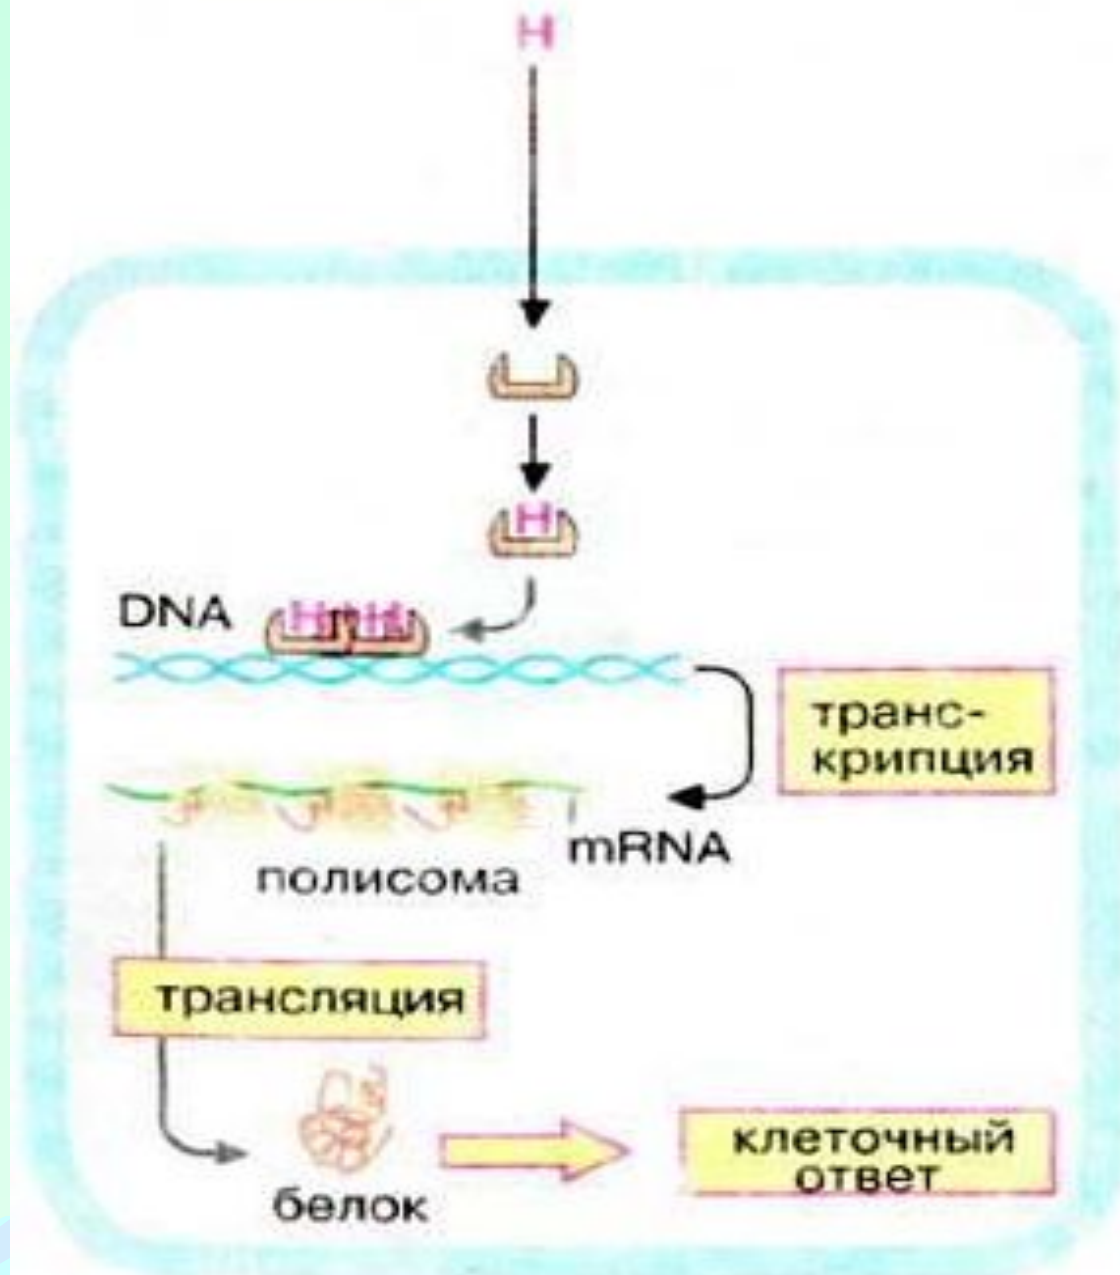 H
H
DNA
H H
транс-
крипция
mRNA
полисома
трансляция
клеточный
ответ
белок